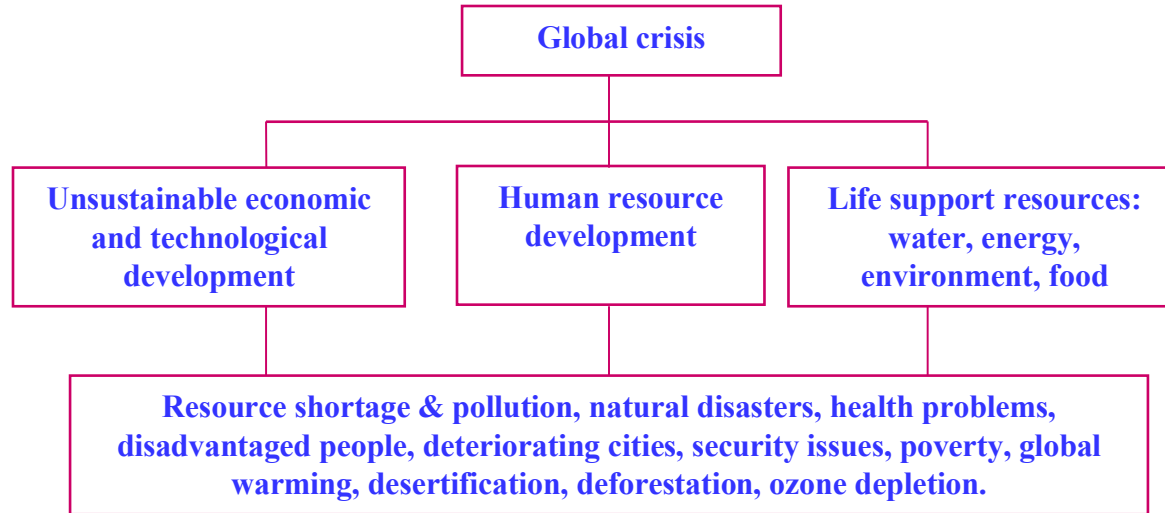 Global crisis
Unsustainable economic
and technological
development
Human resource
development
Life support resources:
water, energy,
environment, food
Resource shortage & pollution, natural disasters, health problems,
disadvantaged people, deteriorating cities, security issues, poverty, global
warming, desertification, deforestation, ozone depletion.